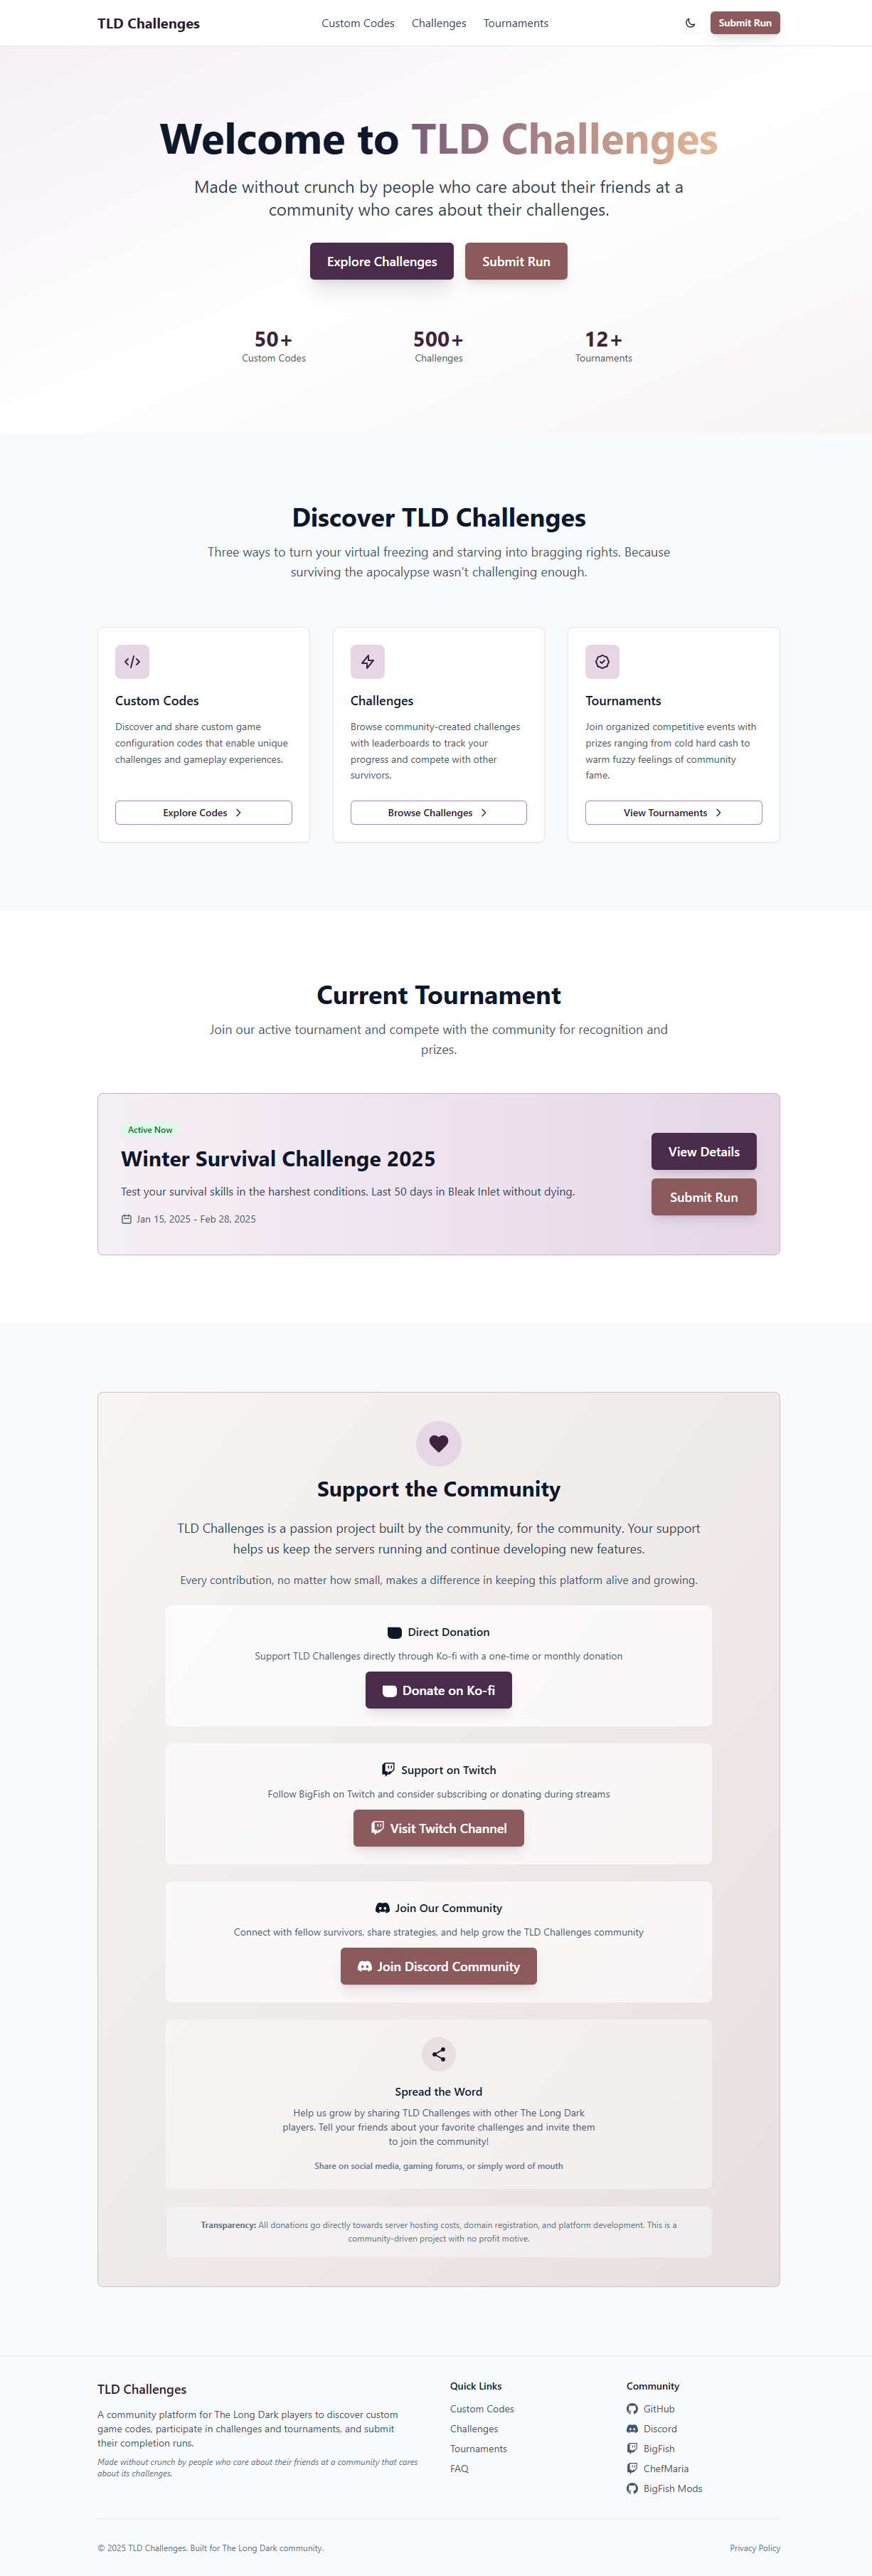 TLD Challenges
Custom Codes
Challenges
Tournaments
Submit Run
Welcome to TLD Challenges
Made without crunch by people who care about their friends at a
community who cares about their challenges.
Explore Challenges
Submit Run
50+
Custom Codes
500+
Challenges
12+
Tournaments
Discover TLD Challenges
Three ways to turn your virtual freezing and starving into bragging rights. Because
surviving the apocalypse wasn't challenging enough.
Custom Codes
Discover and share custom game
configuration codes that enable unique
challenges and gameplay experiences.
Explore Codes
Challenges
Browse community-created challenges
with leaderboards to track your
progress and compete with other
survivors.
Browse Challenges
Tournaments
Join organized competitive events with
prizes ranging from cold hard cash to
warm fuzzy feelings of community
fame.
View Tournaments
Current Tournament
Join our active tournament and compete with the community for recognition and
prizes.
Active Now
Winter Survival Challenge 2025
Test your survival skills in the harshest conditions. Last 50 days in Bleak Inlet without dying.
Jan 15, 2025 - Feb 28, 2025
View Details
Submit Run
Support the Community
TLD Challenges is a passion project built by the community, for the community. Your support
helps us keep the servers running and continue developing new features.
Every contribution, no matter how small, makes a difference in keeping this platform alive and growing.
Direct Donation
Support TLD Challenges directly through Ko-fi with a one-time or monthly donation
Donate on Ko-fi
Support on Twitch
Follow BigFish on Twitch and consider subscribing or donating during streams
Visit Twitch Channel
Join Our Community
Connect with fellow survivors, share strategies, and help grow the TLD Challenges community
Join Discord Community
Spread the Word
Help us grow by sharing TLD Challenges with other The Long Dark
players. Tell your friends about your favorite challenges and invite them
to join the community!
Share on social media, gaming forums, or simply word of mouth
Transparency: All donations go directly towards server hosting costs, domain registration, and platform development. This is a
community-driven project with no profit motive.
TLD Challenges
A community platform for The Long Dark players to discover custom
game codes, participate in challenges and tournaments, and submit
their completion runs.
Made without crunch by people who care about their friends at a community that cares
about its challenges.
Quick Links
Custom Codes
Challenges
Tournaments
FAQ
Community
GitHub
Discord
BigFish
ChefMaria
BigFish Mods
© 2025 TLD Challenges. Built for The Long Dark community.
Privacy Policy